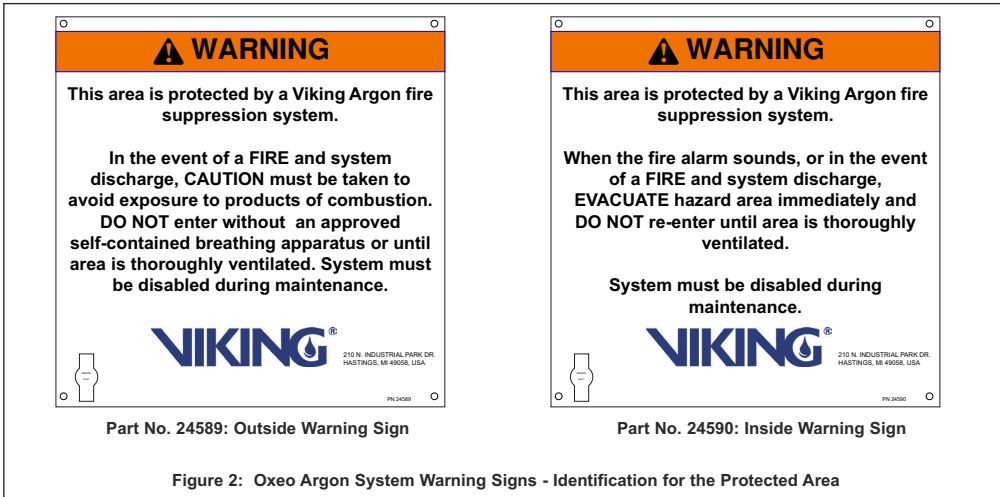 WARNING
This area is protected by a Viking Argon fire
suppression system.
In the event of a FIRE and system
discharge, CAUTION must be taken to
avoid exposure to products of combustion.
DO NOT enter without an approved
self-contained breathing apparatus or until
area is thoroughly ventilated. System must
be disabled during maintenance.
VIKING®
210 N. INDUSTRIAL PARK DR.
HASTINGS, MI 49058, USA
PN 24589
Part No. 24589: Outside Warning Sign
WARNING
This area is protected by a Viking Argon fire
suppression system.
When the fire alarm sounds, or in the event
of a FIRE and system discharge,
EVACUATE hazard area immediately and
DO NOT re-enter until area is thoroughly
ventilated.
System must be disabled during
maintenance.
VIKING®
210 N. INDUSTRIAL PARK DR.
HASTINGS, MI 49058, USA
PN 24590
Part No. 24590: Inside Warning Sign
Figure 2: Oxeo Argon System Warning Signs - Identification for the Protected Area